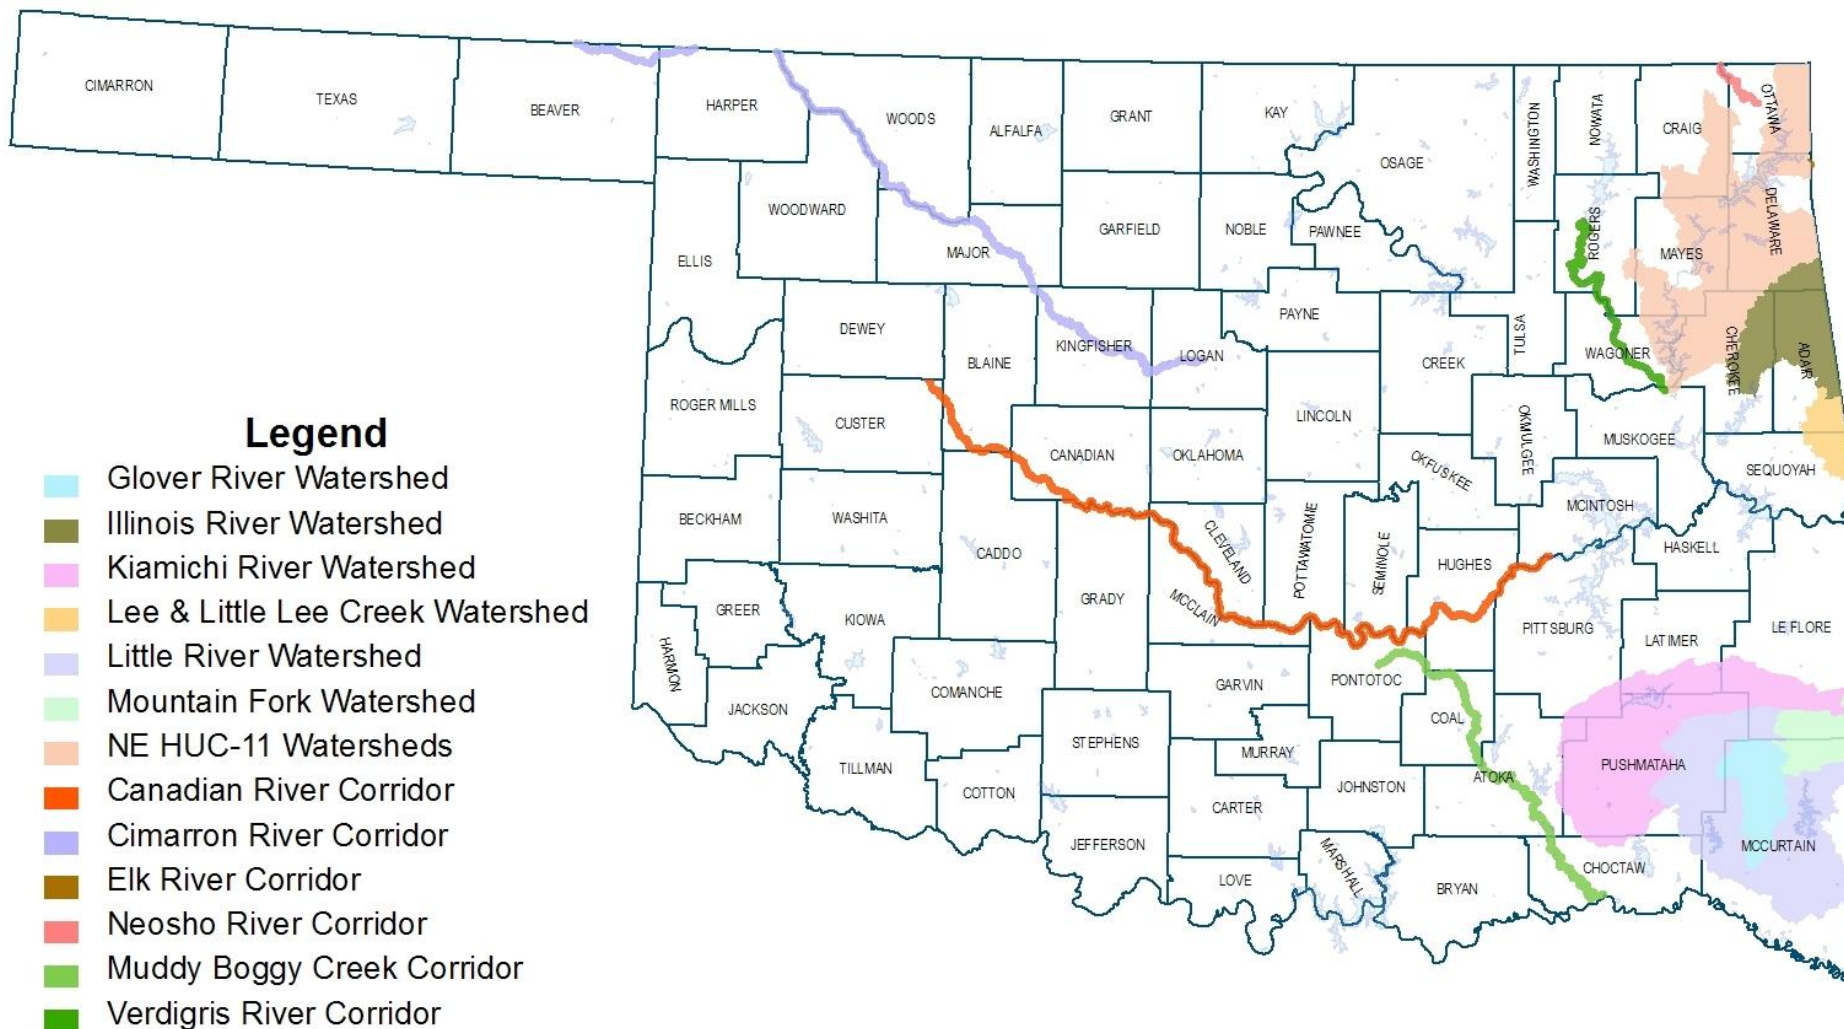 CIMARRON
TEXAS
BEAVER
HARPER
WOODS
ALFALFA
GRANT
KAY
OSAGE
WASHINGTON
NOWATA
CRAIG
OTTAWA
WOODWARD
ELLIS
MAJOR
GARFIELD
NOBLE
PAWNEE
ROGERS
MAYES
DELAWARE
DEWEY
BLAINE
KINGFISHER
LOGAN
PAYNE
CREEK
TULSA
WAGONER
CHEROKEE
ADAIR
ROGER MILLS
CUSTER
CANADIAN
OKLAHOMA
LINCOLN
OKFUSKEE
OKMULGEE
MUSKOGEE
SEQUOYAH
BECKHAM
WASHITA
CADDO
GRADY
CLEVELAND
MCCLAIN
POTTAWATOMIE
SEMINOLE
HUGHES
MCINTOSH
HASKELL
GREER
HARMON
KIOWA
JACKSON
COMANCHE
GARVIN
PONTOTOC
COAL
PITTSBURG
LATIMER
LE FLORE
TILLMAN
COTTON
STEPHENS
MURRAY
JOHNSTON
ATOKA
PUSHMATAHA
JEFFERSON
CARTER
LOVE
MARSHALL
BRYAN
CHOCTAW
MCCURTAIN
Legend
Glover River Watershed
Illinois River Watershed
Kiamichi River Watershed
Lee & Little Lee Creek Watershed
Little River Watershed
Mountain Fork Watershed
NE HUC-11 Watersheds
Canadian River Corridor
Cimarron River Corridor
Elk River Corridor
Neosho River Corridor
Muddy Boggy Creek Corridor
Verdigris River Corridor